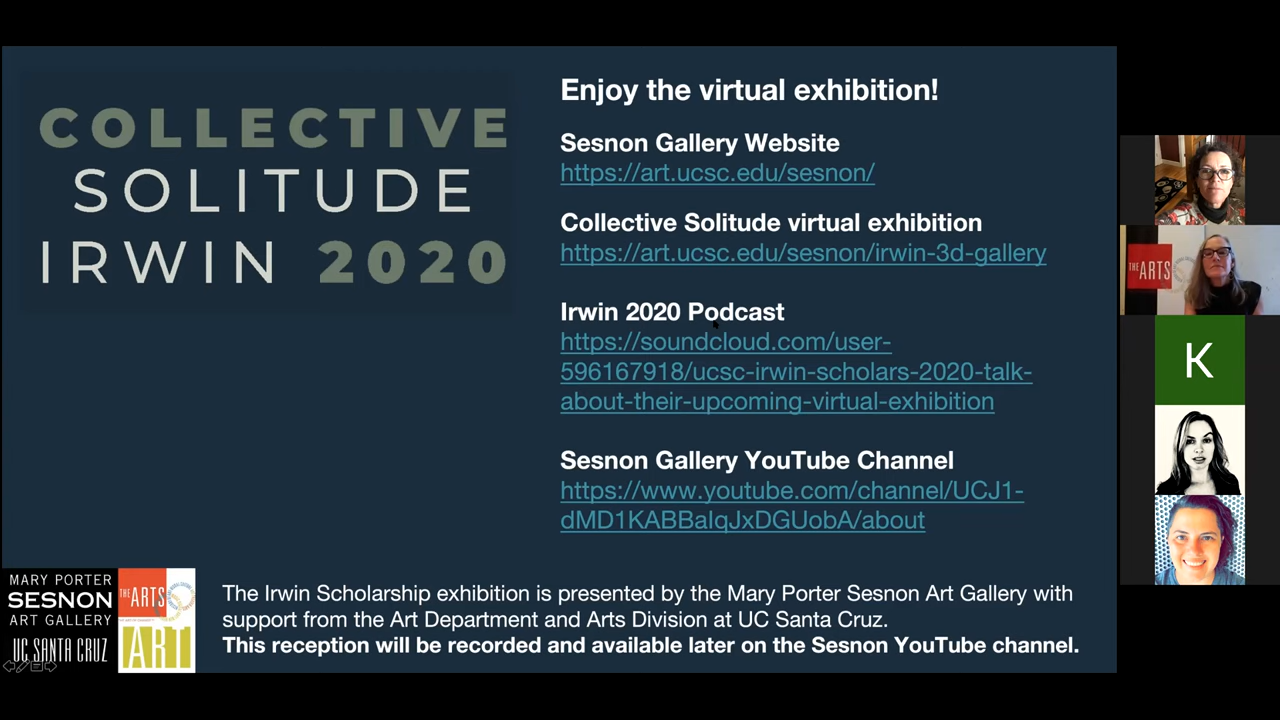 COLLECTIVE
SOLITUDE
IRWIN 2020
Enjoy the virtual exhibition!
Sesnon Gallery Website
https://art.ucsc.edu/sesnon/
Collective Solitude virtual exhibition
https://art.ucsc.edu/sesnon/irwin-3d-gallery
Irwin 2020 Podcast
https://soundcloud.com/user-
596167918/ucsc-irwin-scholars-2020-talk-
about-their-upcoming-virtual-exhibition
Sesnon Gallery YouTube Channel
https://www.youtube.com/channel/UCJ1-
dMD1KABBaIqJxDGUobA/about
MARY PORTER
SESNON
ART GALLERY
UC SANTA CRUZ
THE ARTS
ART
The Irwin Scholarship exhibition is presented by the Mary Porter Sesnon Art Gallery with
support from the Art Department and Arts Division at UC Santa Cruz.
This reception will be recorded and available later on the Sesnon YouTube channel.
THE ARTS
K